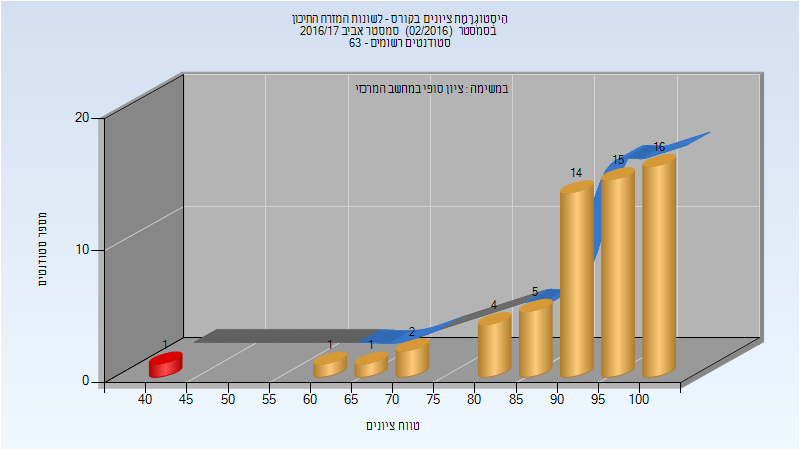 היסטוגרמת ציונים בקורס - לשונות המזרח התיכון
בסמסטר (02/2016) סמסטר אביב 2016/17
סטודנטים רשומים - 63
במשימה : ציון סופי במחשב המרכזי
20
10
0
מספר סטודנטים
1
1
1
2
4
5
14
15
16
40 45 50 55 60 65 70 75 80 85 90 95 100
טווח ציונים